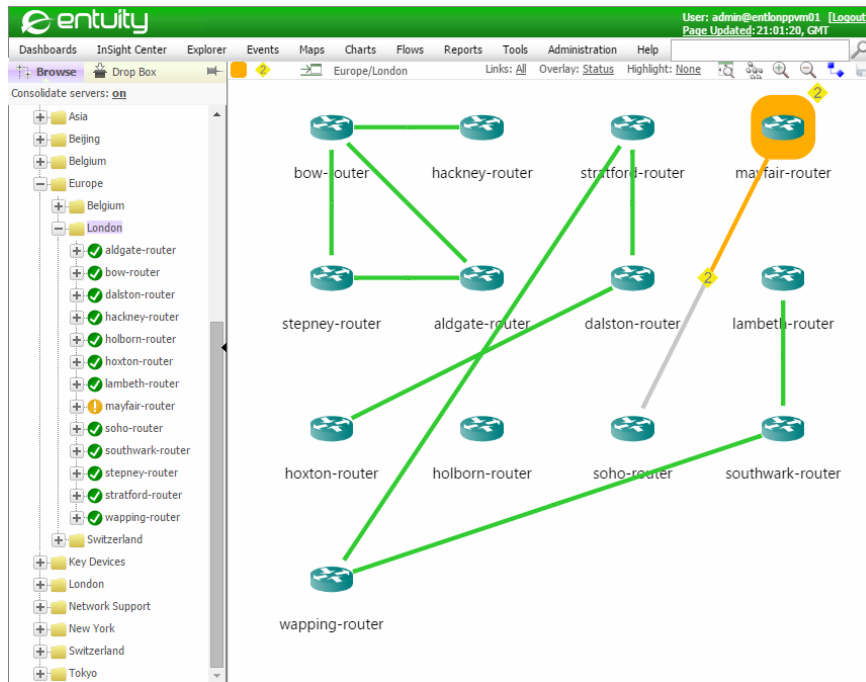 entuity
User: admin@entlonppvm01 [Logout
Page Updated: 21:01:20, GMT
Dashboards InSight Center Explorer Events Maps Charts Flows Reports Tools Administration Help
Browse Drop Box
2 Europe/London Links: All Overlay: Status Highlight: None
Consolidate servers: on
Asia
Beijing
Belgium
Europe
Belgium
London
aldgate-router
bow-router
dalston-router
hackney-router
holborn-router
hoxton-router
lambeth-router
mayfair-router
soho-router
southwark-router
stepney-router
stratford-router
wapping-router
Switzerland
Key Devices
London
Network Support
New York
Switzerland
Tokyo
2
bow-router hackney-router stratford-router mayfair-router
2
stepney-router aldgate-router dalston-router lambeth-router
hoxton-router holborn-router soho-router southwark-router
wapping-router